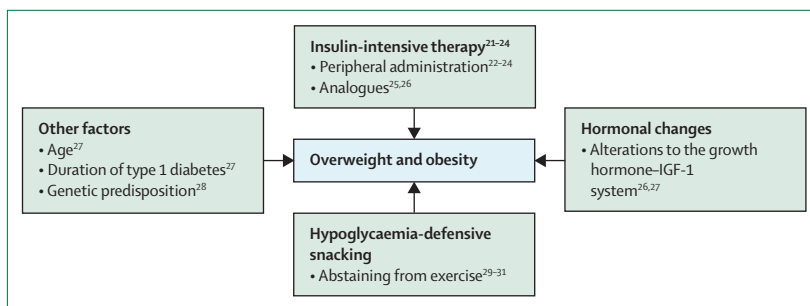 Insulin-intensive therapy21–24
• Peripheral administration22–24
• Analogues25,26
Other factors
• Age27
• Duration of type 1 diabetes27
• Genetic predisposition28
Overweight and obesity
Hormonal changes
• Alterations to the growth
hormone–IGF-1
system26,27
Hypoglycaemia-defensive
snacking
• Abstaining from exercise29–31